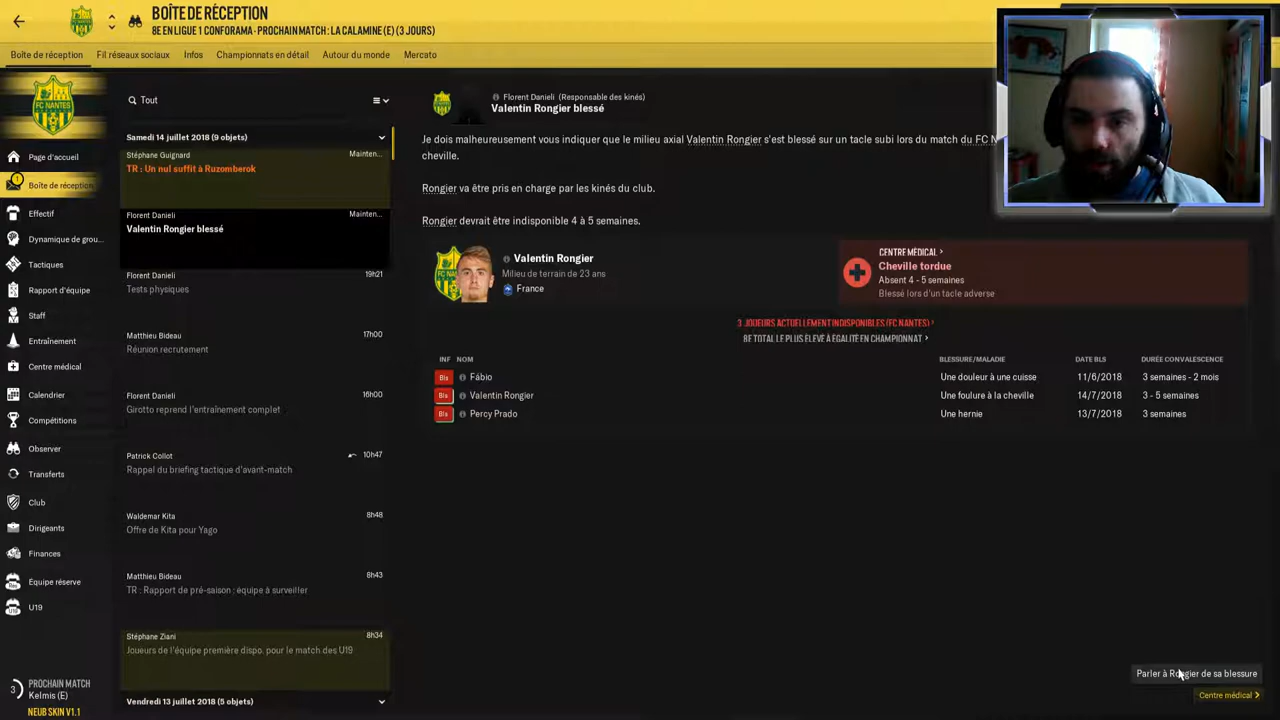 BOÎTE DE RÉCEPTION
8E EN LIGUE 1 CONFORAMA - PROCHAIN MATCH : LA CALAMINE (E) (3 JOURS)
Boîte de réception
Fil réseaux sociaux
Infos
Championnats en détail
Autour du monde
Mercato
FC NANTES
Page d'accueil
1
Boîte de réception
Effectif
Dynamique de grou...
Tactiques
Rapport d'équipe
Staff
Entraînement
Centre médical
Calendrier
Compétitions
Observer
Transferts
Club
Dirigeants
Finances
Équipe réserve
U19
3
PROCHAIN MATCH
Kelmis (E)
NEUB SKIN V1.1
Tout
Samedi 14 juillet 2018 (9 objets)
Stéphane Guignard
Mainten...
TR : Un nul suffit à Ruzomberok
Florent Danieli
Mainten...
Valentin Rongier blessé
Florent Danieli
19h21
Tests physiques
Matthieu Bideau
17h00
Réunion recrutement
Florent Danieli
16h00
Girotto reprend l'entraînement complet
Patrick Collot
10h47
Rappel du briefing tactique d'avant-match
Waldemar Kita
8h48
Offre de Kita pour Yago
Matthieu Bideau
8h43
TR : Rapport de pré-saison : équipe à surveiller
Stéphane Ziani
8h34
Joueurs de l'équipe première dispo. pour le match des U19
Vendredi 13 juillet 2018 (5 objets)
Florent Danieli (Responsable des kinés)
Valentin Rongier blessé
Je dois malheureusement vous indiquer que le milieu axial Valentin Rongier s'est blessé sur un tacle subi lors du match du FC N
cheville.
Rongier va être pris en charge par les kinés du club.
Rongier devrait être indisponible 4 à 5 semaines.
Valentin Rongier
Milieu de terrain de 23 ans
France
CENTRE MÉDICAL >
Cheville tordue
Absent 4 - 5 semaines
Blessé lors d'un tacle adverse
3 JOUEURS ACTUELLEMENT INDISPONIBLES (FC NANTES) >
8E TOTAL LE PLUS ÉLEVÉ À ÉGALITÉ EN CHAMPIONNAT >
INF NOM BLESSURE/MALADIE DATE BLS DURÉE CONVALESCENCE
Bls Fábio Une douleur à une cuisse 11/6/2018 3 semaines - 2 mois
Bls Valentin Rongier Une foulure à la cheville 14/7/2018 3 - 5 semaines
Bls Percy Prado Une hernie 13/7/2018 3 semaines
Parler à Rongier de sa blessure
Centre médical >